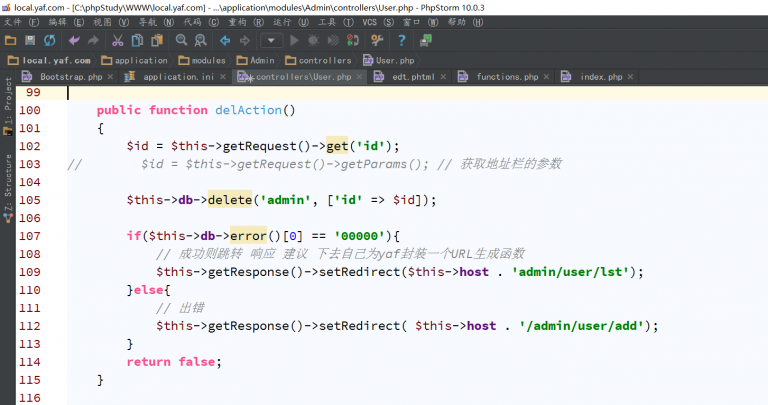 local.yaf.com - [C:\phpStudy\WWW\local.yaf.com] - ...\application\modules\Admin\controllers\User.php - PhpStorm 10.0.3
文件 (F) 编辑 (E) 视图 (V) 导航 (N) 代码 (C) 重构 (R) 运行 (U) 工具 (T) VCS (S) 窗口 (W) 帮助 (H)
local.yaf.com application modules Admin controllers User.php
Bootstrap.php application.ini controllers\User.php edt.phtml functions.php index.php
1: Project
Z: Structure
99
100 public function delAction()
101 {
102 $id = $this->getRequest()->get('id');
103 // $id = $this->getRequest()->getParams(); // 获取地址栏的参数
104
105 $this->db->delete('admin', ['id' => $id]);
106
107 if($this->db->error()[0] == '00000'){
108 // 成功则跳转 响应 建议 下去自己为yaf封装一个URL生成函数
109 $this->getResponse()->setRedirect($this->host . 'admin/user/lst');
110 }else{
111 // 出错
112 $this->getResponse()->setRedirect( $this->host . '/admin/user/add');
113 }
114 return false;
115 }
116